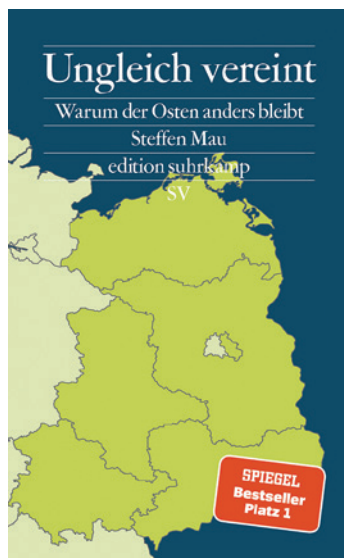 Ungleich vereint
Warum der Osten anders bleibt
Steffen Mau
edition suhrkamp
SV
SPIEGEL
Bestseller
Platz 1